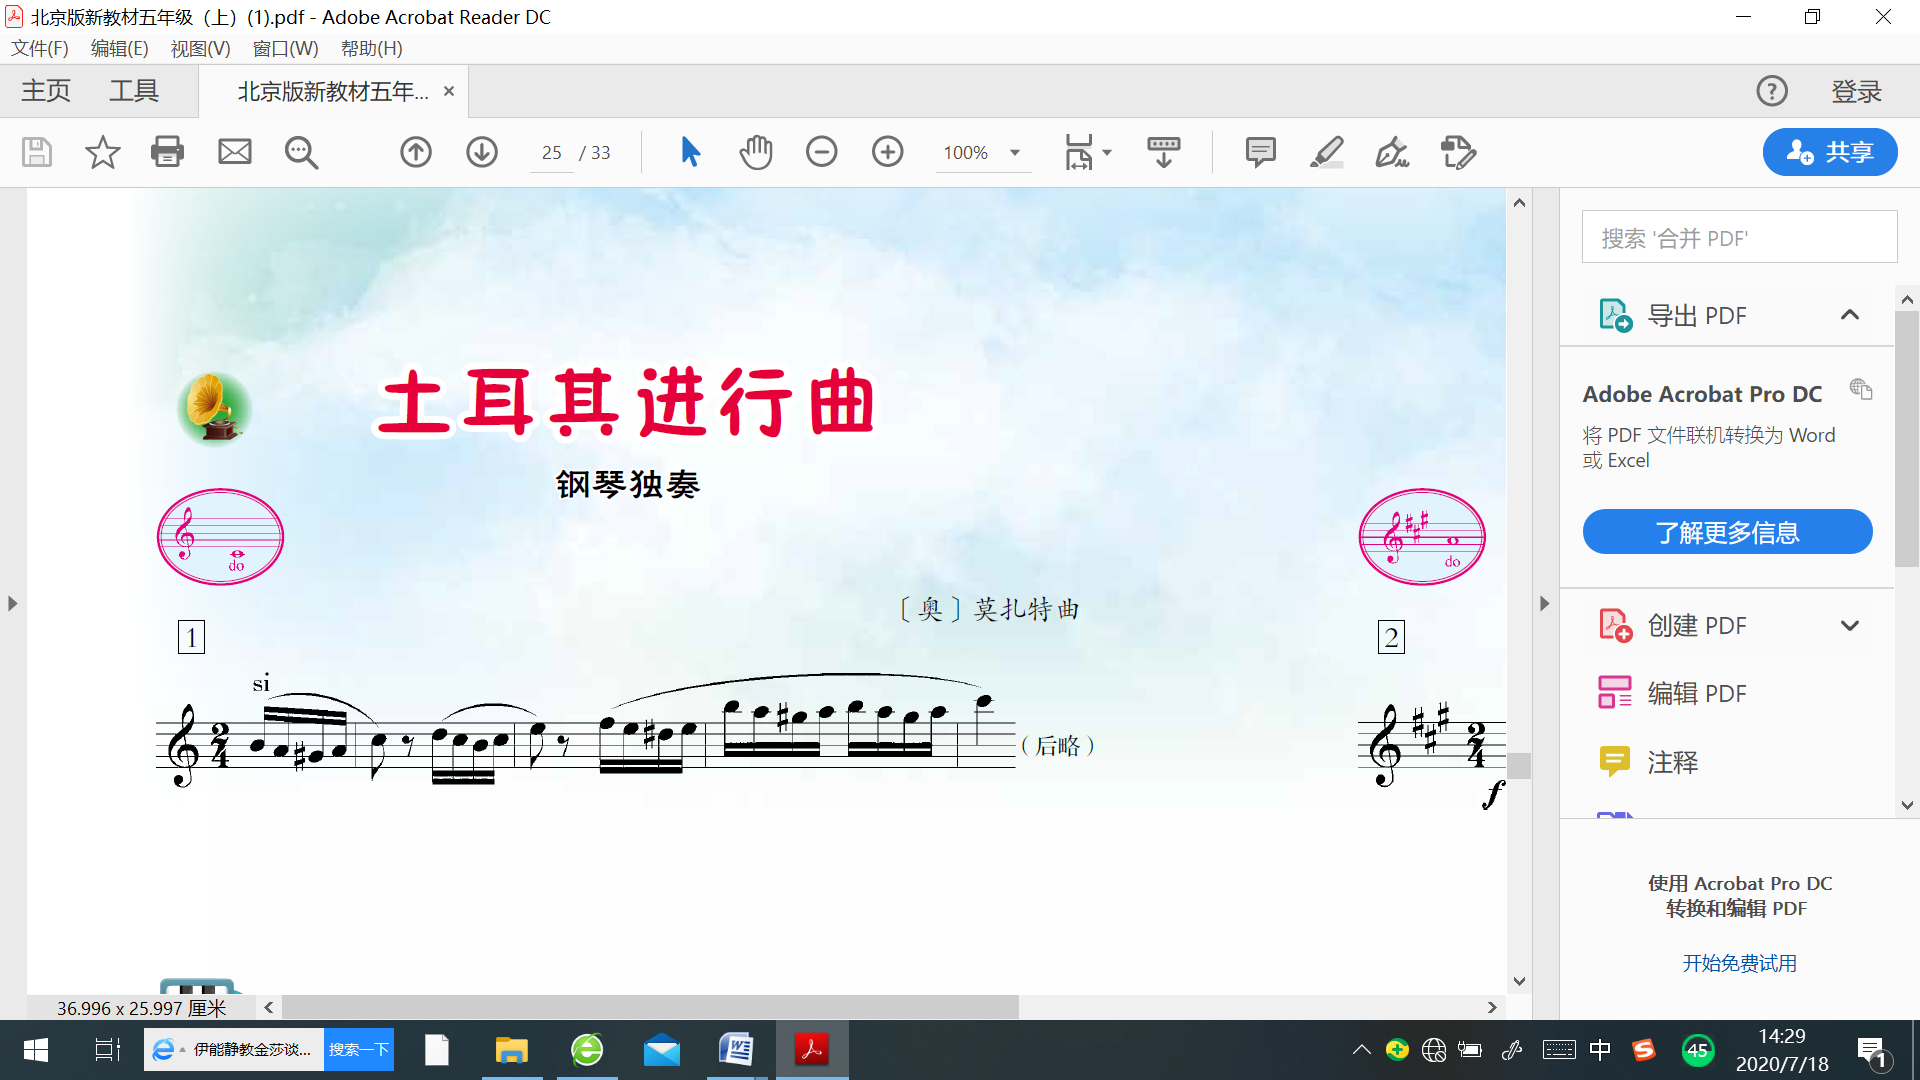 北京版新教材五年级（上）(1).pdf - Adobe Acrobat Reader DC
文件(F) 编辑(E) 视图(V) 窗口(W) 帮助(H)
主页 工具 北京版新教材五年... × 登录
25 / 33 100% 共享
土耳其进行曲
钢琴独奏
do
do
〔奥〕莫扎特曲
1
2
si
2
4
（后略）
2
4
f
36.996 x 25.997 厘米
搜索 '合并 PDF'
导出 PDF
Adobe Acrobat Pro DC
将 PDF 文件联机转换为 Word
或 Excel
了解更多信息
创建 PDF
编辑 PDF
注释
使用 Acrobat Pro DC
转换和编辑 PDF
开始免费试用
伊能静教金莎谈... 搜索一下
中 45 14:29
2020/7/18 1